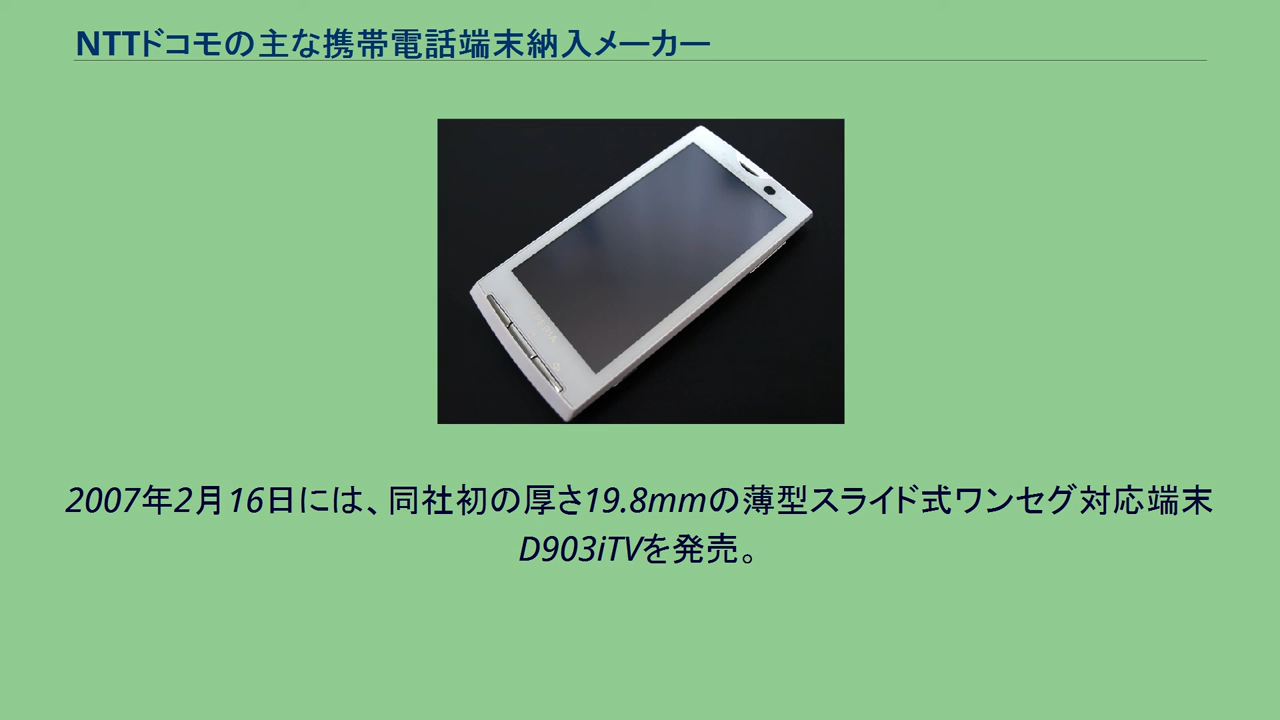 NTTドコモの主な携帯電話端末納入メーカー
2007年2月16日には、同社初の厚さ19.8mmの薄型スライド式ワンセグ対応端末
D903iTVを発売。